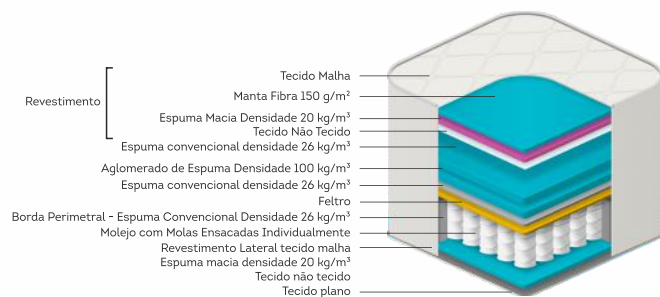 Tecido Malha
Manta Fibra 150 g/m²
Revestimento
Espuma Macia Densidade 20 kg/m³
Tecido Não Tecido
Espuma convencional densidade 26 kg/m³
Aglomerado de Espuma Densidade 100 kg/m³
Espuma convencional densidade 26 kg/m³
Feltro
Borda Perimetral - Espuma Convencional Densidade 26 kg/m³
Molejo com Molas Ensacadas Individualmente
Revestimento Lateral tecido malha
Espuma macia densidade 20 kg/m³
Tecido não tecido
Tecido plano